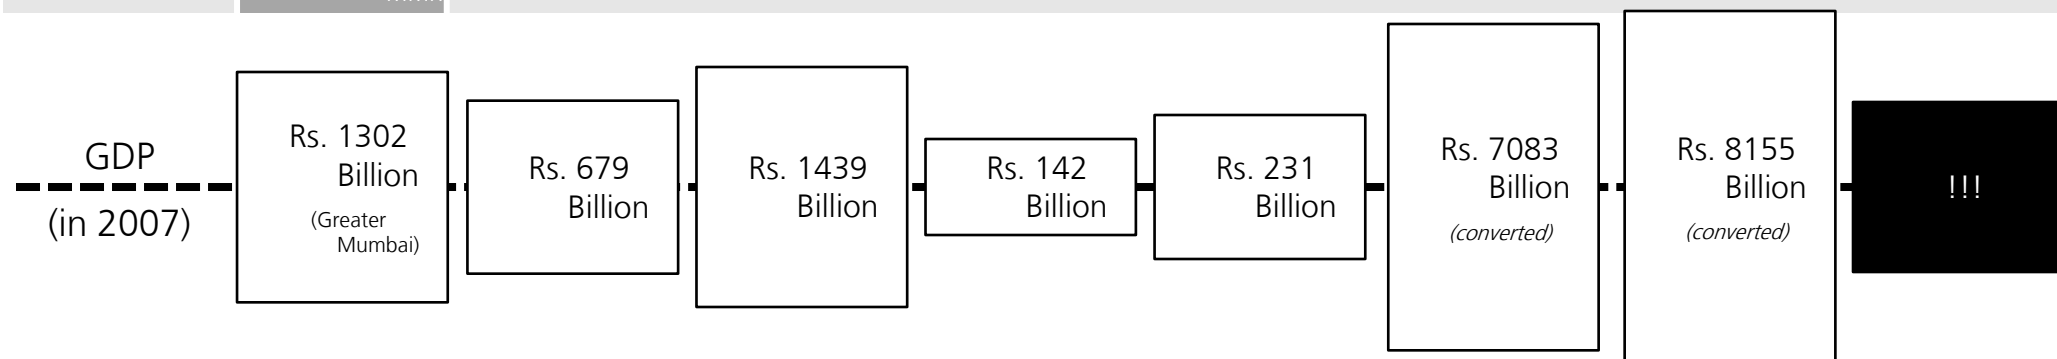 GDP
(in 2007)
Rs. 1302
Billion
(Greater
Mumbai)
Rs. 679
Billion
Rs. 1439
Billion
Rs. 142
Billion
Rs. 231
Billion
Rs. 7083
Billion
(converted)
Rs. 8155
Billion
(converted)
!!!